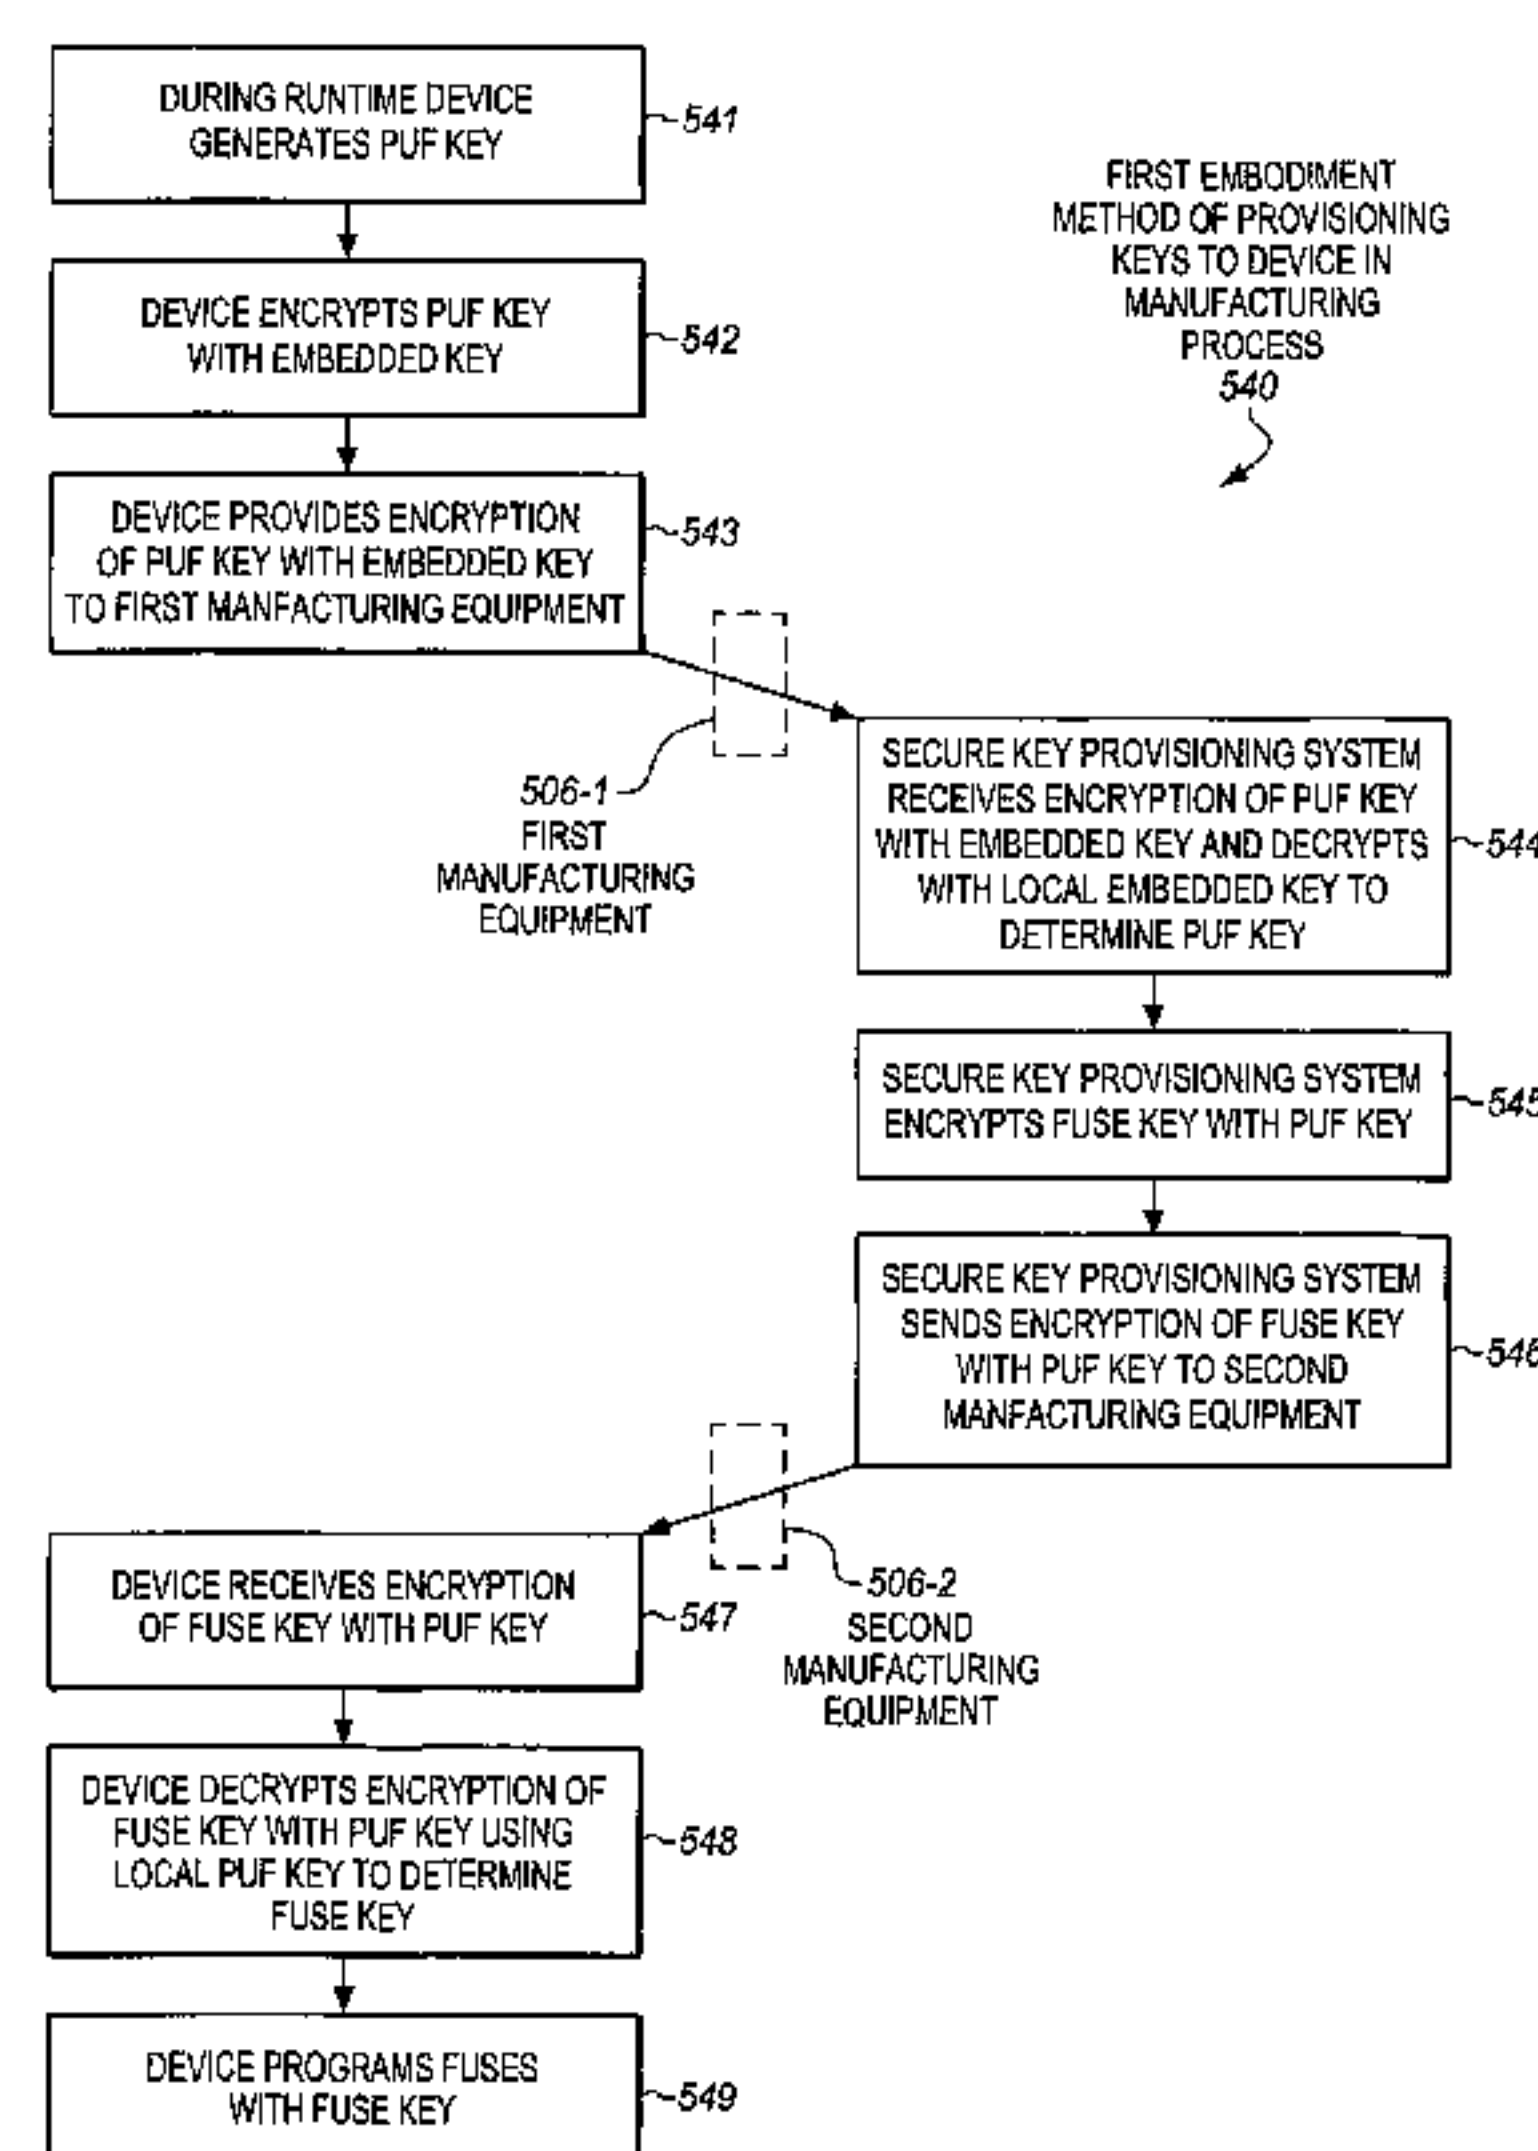 DURING RUNTIME DEVICE
GENERATES PUF KEY
541
FIRST EMBODIMENT
METHOD OF PROVISIONING
KEYS TO DEVICE IN
MANUFACTURING
PROCESS
540
DEVICE ENCRYPTS PUF KEY
WITH EMBEDDED KEY
542
DEVICE PROVIDES ENCRYPTION
OF PUF KEY WITH EMBEDDED KEY
TO FIRST MANFACTURING EQUIPMENT
543
506-1
FIRST
MANUFACTURING
EQUIPMENT
SECURE KEY PROVISIONING SYSTEM
RECEIVES ENCRYPTION OF PUF KEY
WITH EMBEDDED KEY AND DECRYPTS
WITH LOCAL EMBEDDED KEY TO
DETERMINE PUF KEY
544
SECURE KEY PROVISIONING SYSTEM
ENCRYPTS FUSE KEY WITH PUF KEY
545
SECURE KEY PROVISIONING SYSTEM
SENDS ENCRYPTION OF FUSE KEY
WITH PUF KEY TO SECOND
MANFACTURING EQUIPMENT
546
506-2
SECOND
MANUFACTURING
EQUIPMENT
DEVICE RECEIVES ENCRYPTION
OF FUSE KEY WITH PUF KEY
547
DEVICE DECRYPTS ENCRYPTION OF
FUSE KEY WITH PUF KEY USING
LOCAL PUF KEY TO DETERMINE
FUSE KEY
548
DEVICE PROGRAMS FUSES
WITH FUSE KEY
549